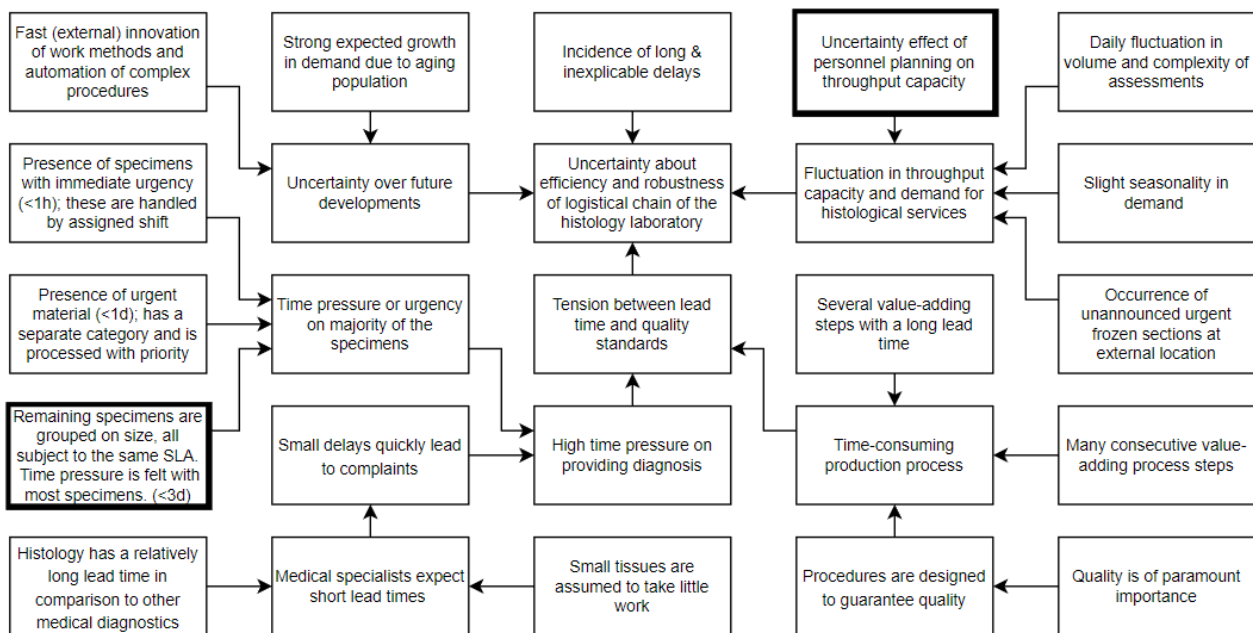 Fast (external) innovation
of work methods and
automation of complex
procedures
Strong expected growth
in demand due to aging
population
Incidence of long &
inexplicable delays
Uncertainty effect of
personnel planning on
throughput capacity
Daily fluctuation in
volume and complexity of
assessments
Presence of specimens
with immediate urgency
(<1h); these are handled
by assigned shift
Uncertainty over future
developments
Uncertainty about
efficiency and robustness
of logistical chain of the
histology laboratory
Fluctuation in throughput
capacity and demand for
histological services
Slight seasonality in
demand
Presence of urgent
material (<1d); has a
separate category and is
processed with priority
Time pressure or urgency
on majority of the
specimens
Tension between lead
time and quality
standards
Several value-adding
steps with a long lead
time
Occurrence of
unannounced urgent
frozen sections at
external location
Remaining specimens are
grouped on size, all
subject to the same SLA.
Time pressure is felt with
most specimens. (<3d)
Small delays quickly lead
to complaints
High time pressure on
providing diagnosis
Time-consuming
production process
Many consecutive value-
adding process steps
Histology has a relatively
long lead time in
comparison to other
medical diagnostics
Medical specialists expect
short lead times
Small tissues are
assumed to take little
work
Procedures are designed
to guarantee quality
Quality is of paramount
importance